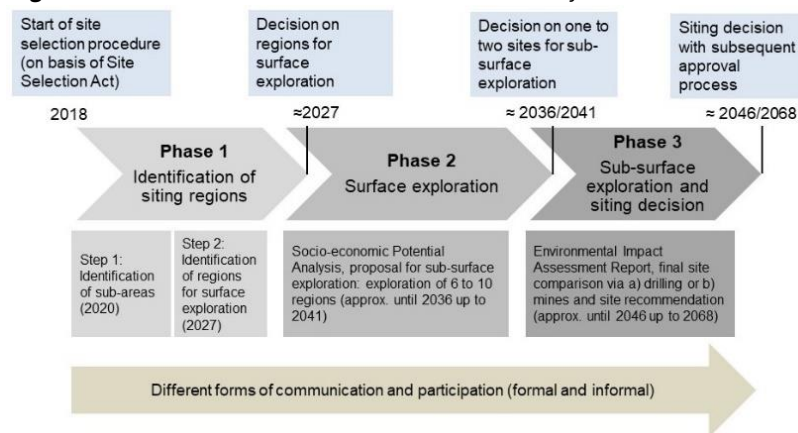 Start of site
selection procedure
(on basis of Site
Selection Act)
Decision on
regions for
surface
exploration
Decision on one to
two sites for sub-
surface
exploration
Siting decision
with subsequent
approval
process
2018
≈2027
≈ 2036/2041
≈ 2046/2068
Phase 1
Identification of
siting regions
Phase 2
Surface exploration
Phase 3
Sub-surface
exploration and
siting decision
Step 1:
Identification
of sub-areas
(2020)
Step 2:
Identification
of regions
for surface
exploration
(2027)
Socio-economic Potential
Analysis, proposal for sub-surface
exploration: exploration of 6 to 10
regions (approx. until 2036 up to
2041)
Environmental Impact
Assessment Report, final site
comparison via a) drilling or b)
mines and site recommendation
(approx. until 2046 up to 2068)
Different forms of communication and participation (formal and informal)